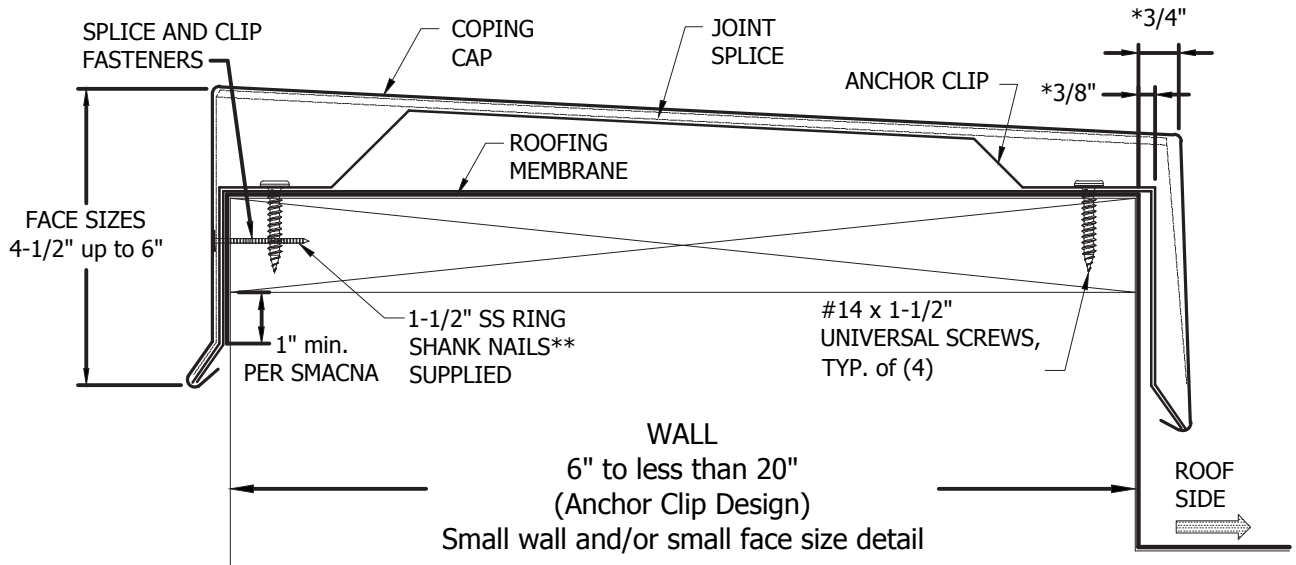 SPLICE AND CLIP
FASTENERS
COPING
CAP
JOINT
SPLICE
ANCHOR CLIP
*3/4"
*3/8"
ROOFING
MEMBRANE
FACE SIZES
4-1/2" up to 6"
1" min.
PER SMACNA
1-1/2" SS RING
SHANK NAILS**
SUPPLIED
#14 x 1-1/2"
UNIVERSAL SCREWS,
TYP. of (4)
WALL
6" to less than 20"
(Anchor Clip Design)
Small wall and/or small face size detail
ROOF
SIDE